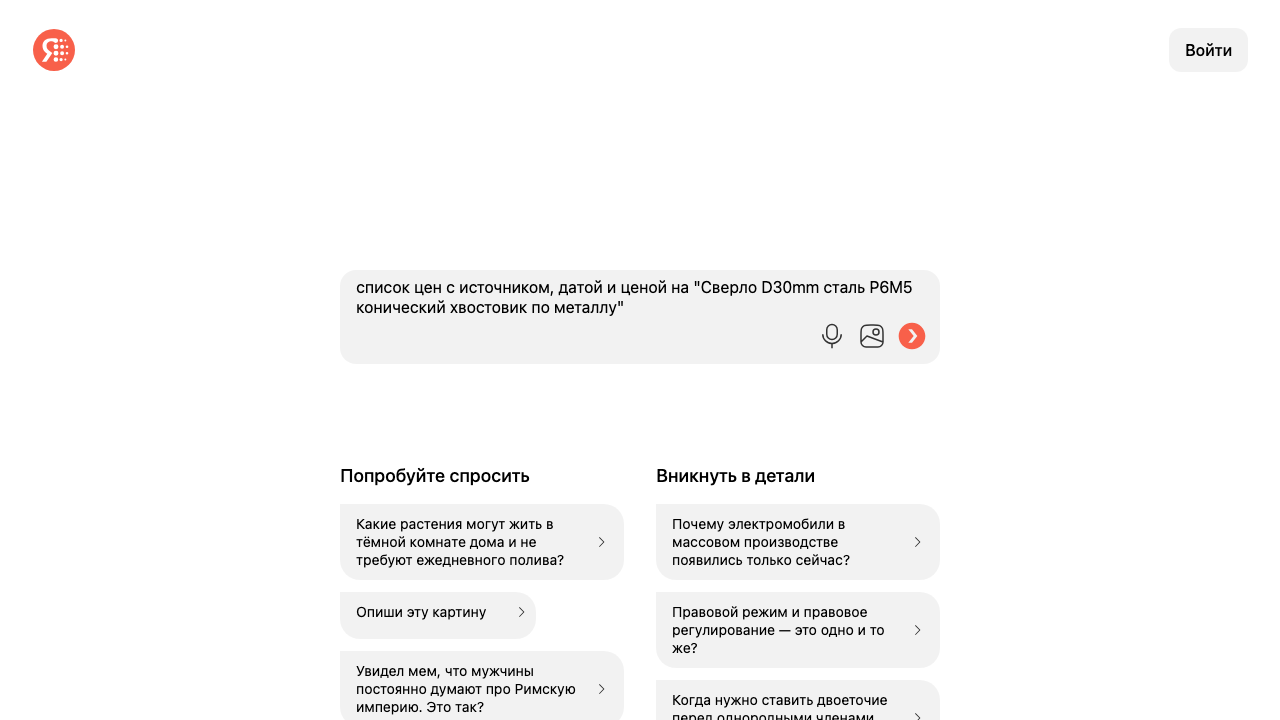 Я
Войти
список цен с источником, датой и ценой на "Сверло D30mm сталь Р6М5
конический хвостовик по металлу"
Попробуйте спросить
Какие растения могут жить в
тёмной комнате дома и не
требуют ежедневного полива?
Опиши эту картину
Увидел мем, что мужчины
постоянно думают про Римскую
империю. Это так?
Вникнуть в детали
Почему электромобили в
массовом производстве
появились только сейчас?
Правовой режим и правовое
регулирование — это одно и то
же?
Когда нужно ставить двоеточие
перед однородными членами